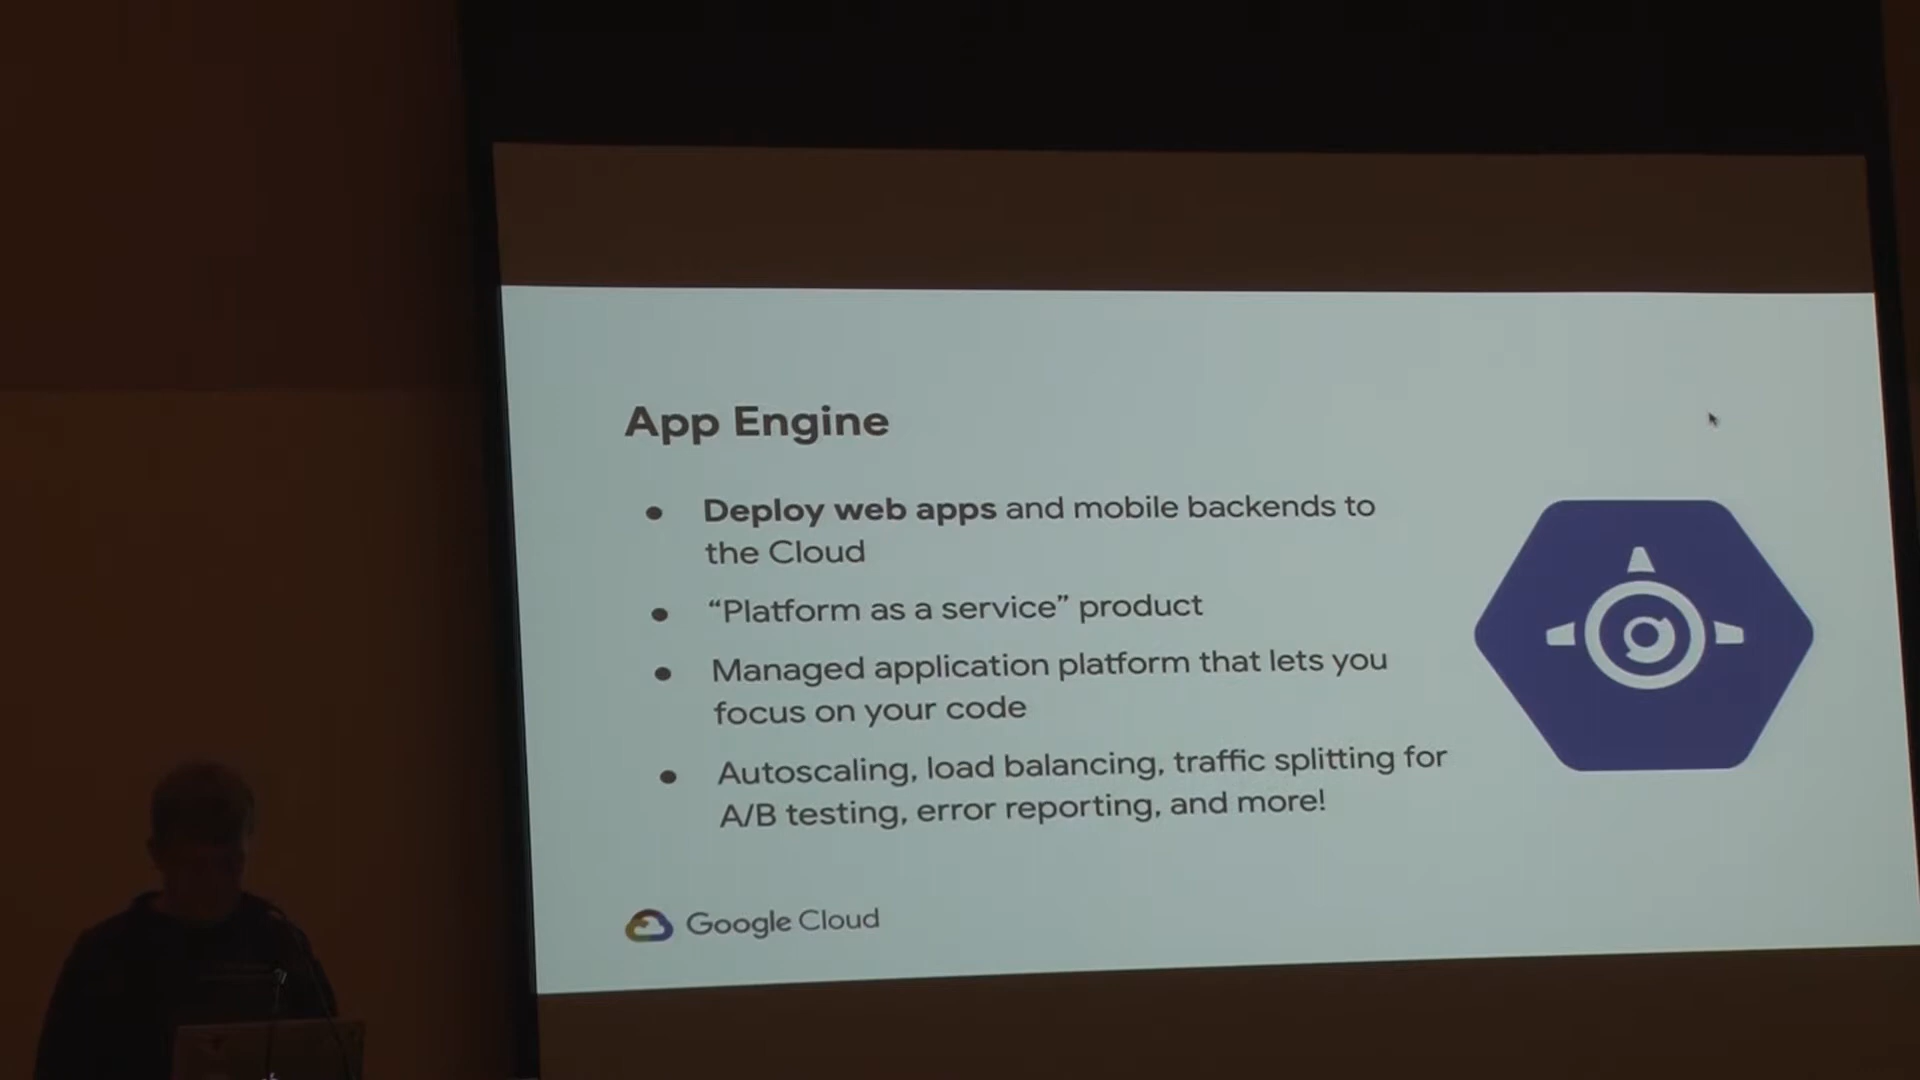 App Engine
● Deploy web apps and mobile backends to
the Cloud
● “Platform as a service” product
● Managed application platform that lets you
focus on your code
● Autoscaling, load balancing, traffic splitting for
A/B testing, error reporting, and more!
Google Cloud